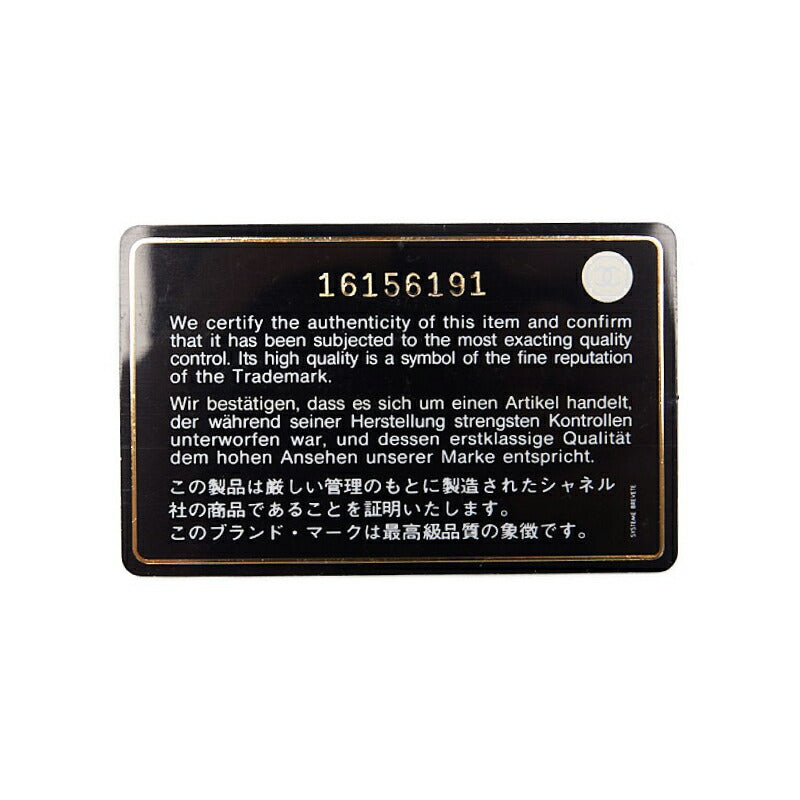 16156191
We certify the authenticity of this item and confirm
that it has been subjected to the most exacting quality
control. Its high quality is a symbol of the fine reputation
of the Trademark.
Wir bestätigen, dass es sich um einen Artikel handelt,
der während seiner Herstellung strengsten Kontrollen
unterworfen war, und dessen erstklassige Qualität
dem hohen Ansehen unserer Marke entspricht.
この製品は厳しい管理のもとに製造されたシャネル
社の商品であることを証明いたします。
このブランド・マークは最高級品質の象徴です。
SYSTEME BREVETE